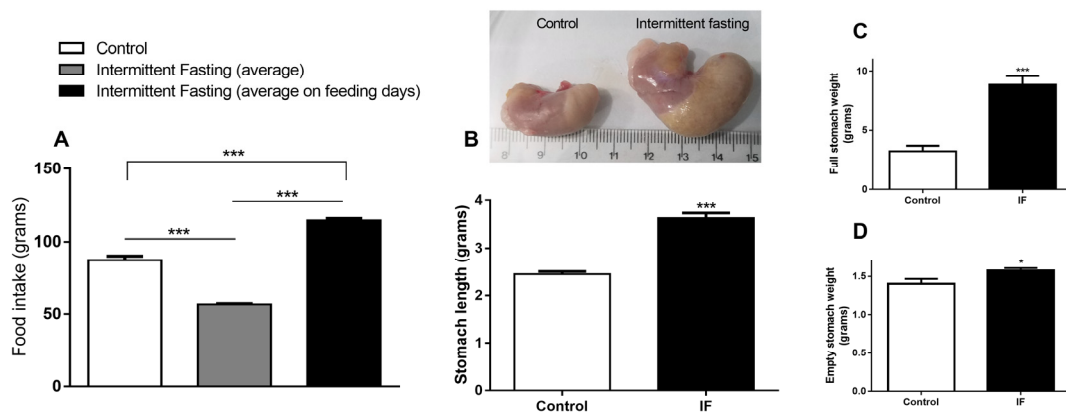 Control
Intermittent Fasting (average)
Intermittent Fasting (average on feeding days)
A
Food intake (grams)
150
100
50
0
***
***
***
Control
Intermittent fasting
8 9 10 11 12 13 14 15
B
Stomach length (grams)
4
3
2
1
0
***
Control
IF
C
Full stomach weight
(grams)
10
5
0
***
Control
IF
D
Empty stomach weight
(grams)
1.5
1.0
0.5
0.0
*
Control
IF